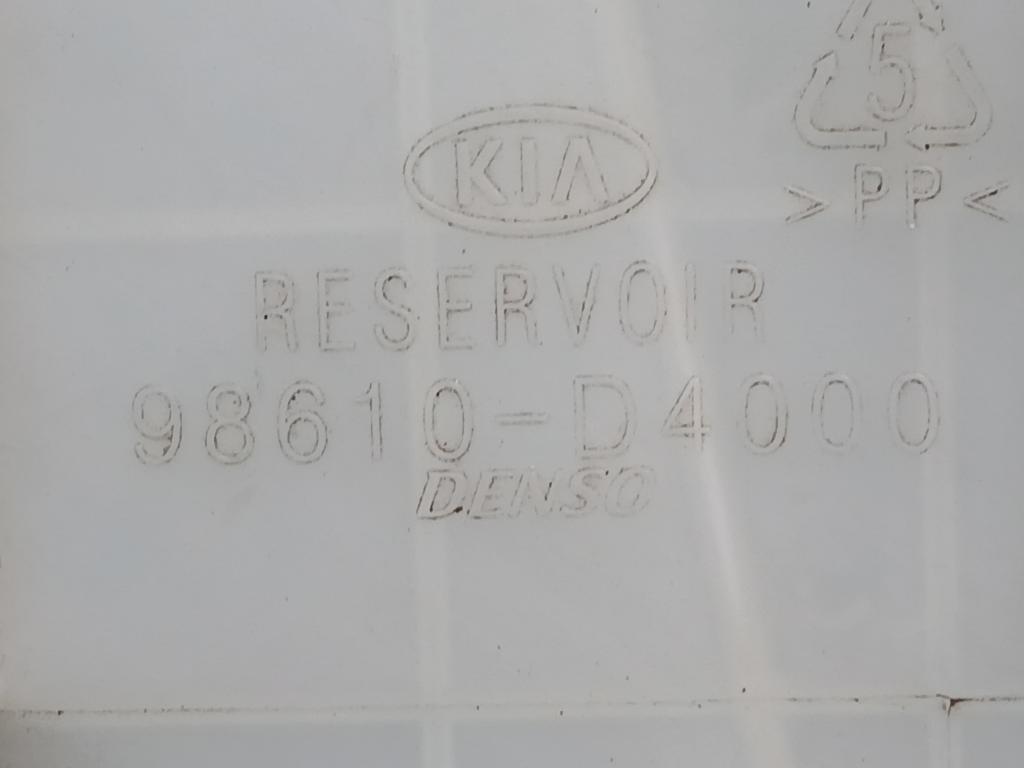 5
KIA
>PP<
RESERVOIR
98610-D4000
DENSO